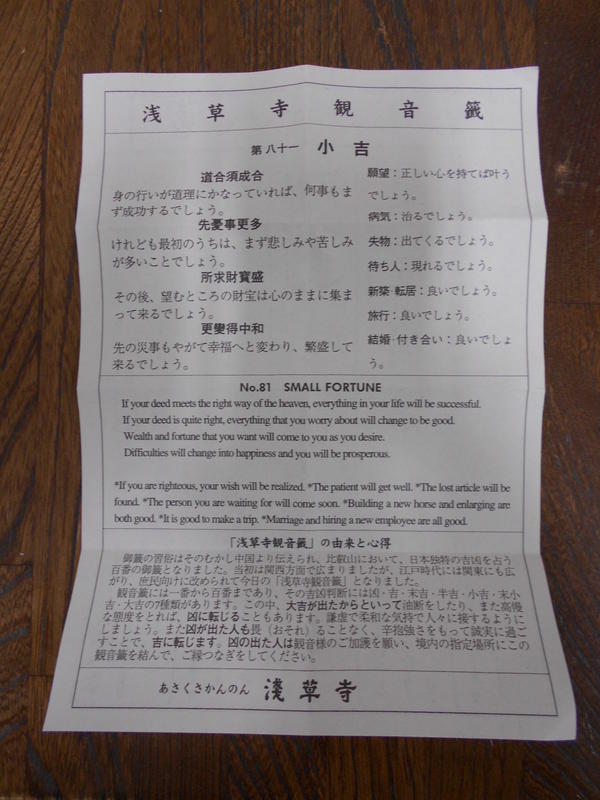 浅草寺観音籤
第八十一 小吉
道合須成合
身の行いが道理にかなっていれば、何事もま
ず成功するでしょう。
先憂事更多
けれども最初のうちは、まず悲しみや苦しみ
が多いことでしょう。
所求財寳盛
その後、望むところの財宝は心のままに集ま
って来るでしょう。
更變得中和
先の災事もやがて幸福へと変わり、繁盛して
来るでしょう。
願望：正しい心を持てば叶う
でしょう。
病気：治るでしょう。
失物：出てくるでしょう。
待ち人：現れるでしょう。
新築・転居：良いでしょう。
旅行：良いでしょう。
結婚・付き合い：良いでしょ
う。
No.81 SMALL FORTUNE
If your deed meets the right way of the heaven, everything in your life will be successful.
If your deed is quite right, everything that you worry about will change to be good.
Wealth and fortune that you want will come to you as you desire.
Difficulties will change into happiness and you will be prosperous.
*If you are righteous, your wish will be realized. *The patient will get well. *The lost article will be
found. *The person you are waiting for will come soon. *Building a new horse and enlarging are
both good. *It is good to make a trip. *Marriage and hiring a new employee are all good.
「浅草寺観音籤」の由来と心得
御籤の習俗はそのむかし中国より伝えられ、比叡山において、日本独特の吉凶を占う
百番の御籤となりました。当初は関西方面で広まりましたが、江戸時代には関東にも広
がり、庶民向けに改められて今日の「浅草寺観音籤」となりました。
観音籤には一番から百番まであり、その吉凶判断には凶・吉・末吉・半吉・小吉・末小
吉・大吉の7種類があります。この中、大吉が出たからといって油断をしたり、また高慢
な態度をとれば、凶に転じることもあります。謙虚で柔和な気持で人々に接するように
しましょう。また凶が出た人も畏（おそれ）ることなく、辛抱強さをもって誠実に過ご
すことで、吉に転じます。凶の出た人は観音様のご加護を願い、境内の指定場所にこの
観音籤を結んで、ご縁つなぎをしてください。
あさくさかんのん 淺草寺